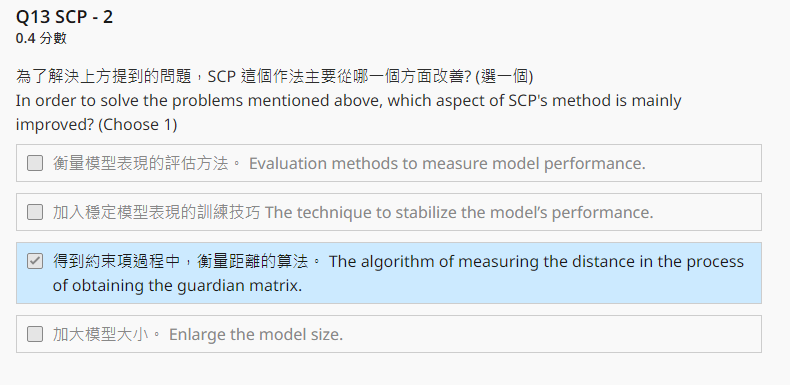 Q13 SCP - 2
0.4 分數
為了解決上方提到的問題，SCP 這個作法主要從哪一個方面改善? (選一個)
In order to solve the problems mentioned above, which aspect of SCP's method is mainly
improved? (Choose 1)
衡量模型表現的評估方法。 Evaluation methods to measure model performance.
加入穩定模型表現的訓練技巧 The technique to stabilize the model’s performance.
得到約束項過程中，衡量距離的算法。 The algorithm of measuring the distance in the process
of obtaining the guardian matrix.
加大模型大小。 Enlarge the model size.